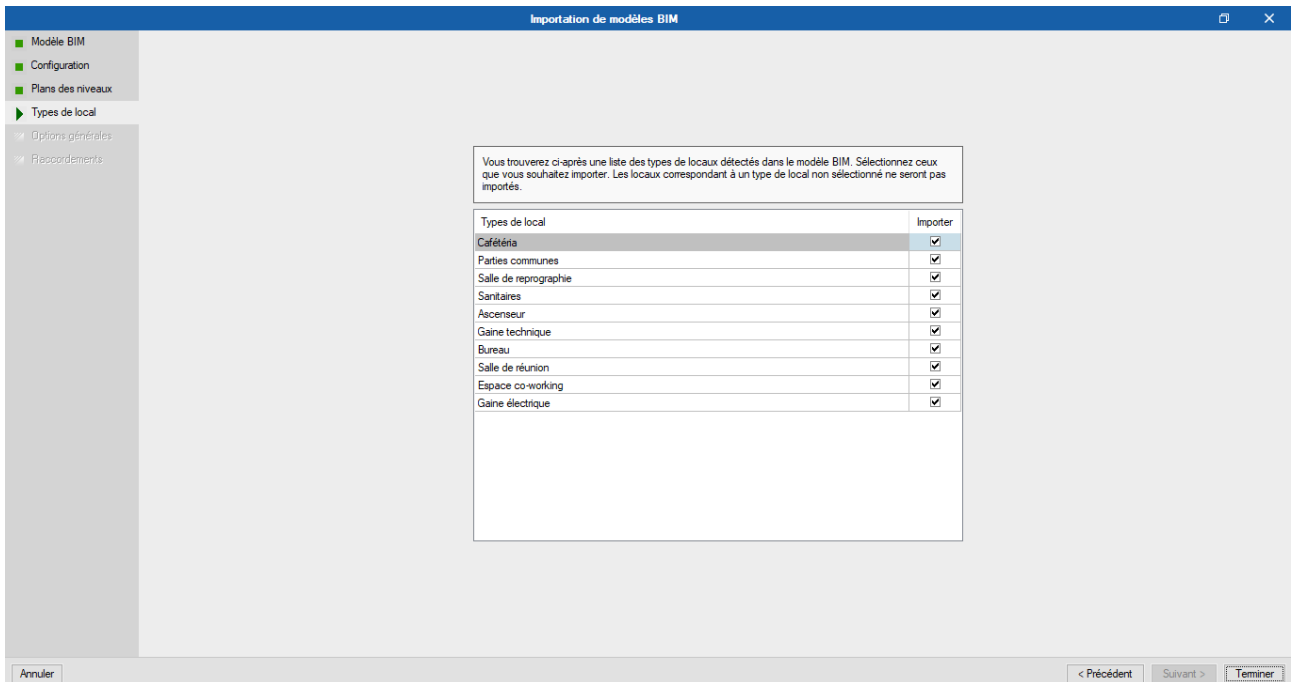 Importation de modèles BIM
Modèle BIM
Configuration
Plans des niveaux
Types de local
Options générales
Raccordements
Vous trouverez ci-après une liste des types de locaux détectés dans le modèle BIM. Sélectionnez ceux
que vous souhaitez importer. Les locaux correspondant à un type de local non sélectionné ne seront pas
importés.
Types de local Importer
Cafétéria
Parties communes
Salle de reprographie
Sanitaires
Ascenseur
Gaine technique
Bureau
Salle de réunion
Espace co-working
Gaine électrique
Annuler < Précédent Suivant > Terminer